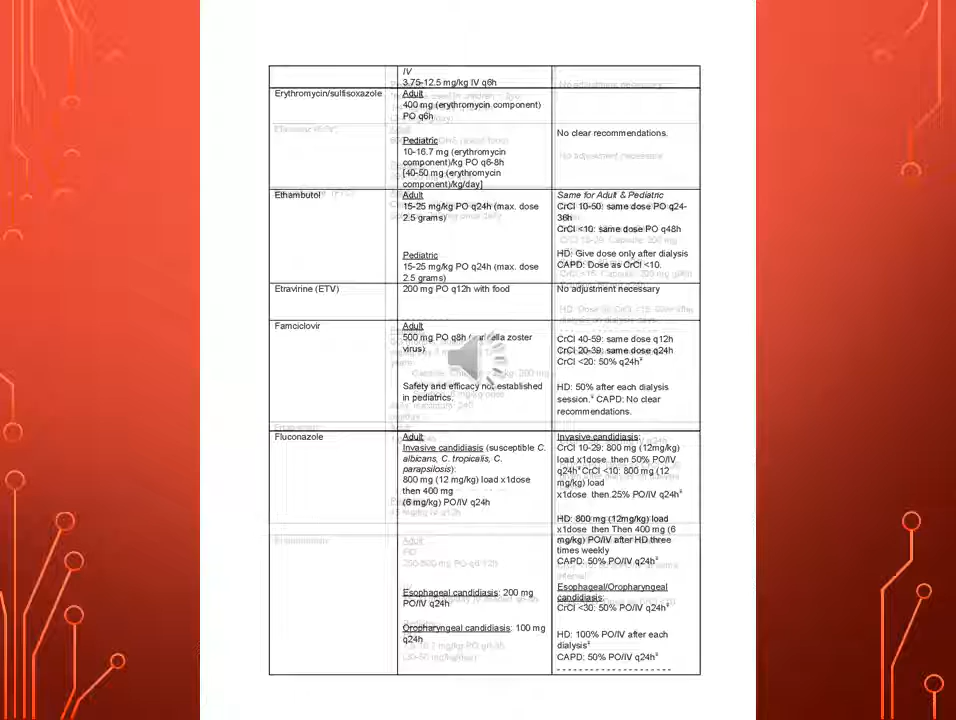 IV
3.75-12.5 mg/kg IV q6h
No adjustment necessary
Erythromycin/sulfisoxazole
Adult
400 mg (erythromycin component)
PO q6h
Pediatric
10-16.7 mg (erythromycin
component)/kg PO q6-8h
[40-50 mg (erythromycin
component)/kg/day]
No clear recommendations.
No adjustment necessary
Ethambutol
Adult
15-25 mg/kg PO q24h (max. dose
2.5 grams)
Pediatric
15-25 mg/kg PO q24h (max. dose
2.5 grams)
Same for Adult & Pediatric
CrCl 10-50: same dose PO q24-
36h
CrCl <10: same dose PO q48h
HD: Give dose only after dialysis
CAPD: Dose as CrCl <10.
Etravirine (ETV)
200 mg PO q12h with food
No adjustment necessary
Famciclovir
Adult
500 mg PO q8h zoster
virus)
Safety and efficacy not established
in pediatrics.
CrCl 40-59: same dose q12h
CrCl 20-39: same dose q24h
CrCl <20: 50% q24h‡
HD: 50% after each dialysis
session.‡ CAPD: No clear
recommendations.
Fluconazole
Adult
Invasive candidiasis (susceptible C.
albicans, C. tropicalis, C.
parapsilosis):
800 mg (12 mg/kg) load x1dose
then 400 mg
(6 mg/kg) PO/IV q24h
Esophageal candidiasis: 200 mg
PO/IV q24h
Oropharyngeal candidiasis: 100 mg
q24h
Invasive candidiasis:
CrCl 10-29: 800 mg (12mg/kg)
load x1dose then 50% PO/IV
q24h‡CrCl <10: 800 mg (12
mg/kg) load
x1dose then 25% PO/IV q24h‡
HD: 800 mg (12mg/kg) load
x1dose then Then 400 mg (6
mg/kg) PO/IV after HD three
times weekly
CAPD: 50% PO/IV q24h‡
Esophageal/Oropharyngeal
candidiasis:
CrCl <30: 50% PO/IV q24h‡
HD: 100% PO/IV after each
dialysis‡
CAPD: 50% PO/IV q24h‡